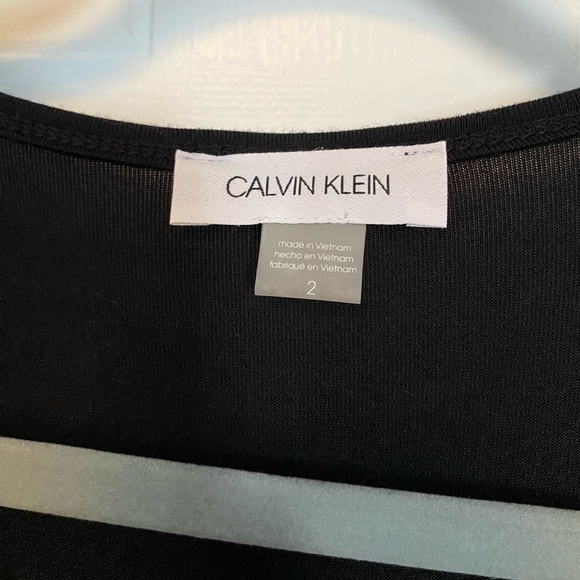 CALVIN KLEIN
made in Vietnam
hecho en Vietnam
fabriqué en Vietnam
2